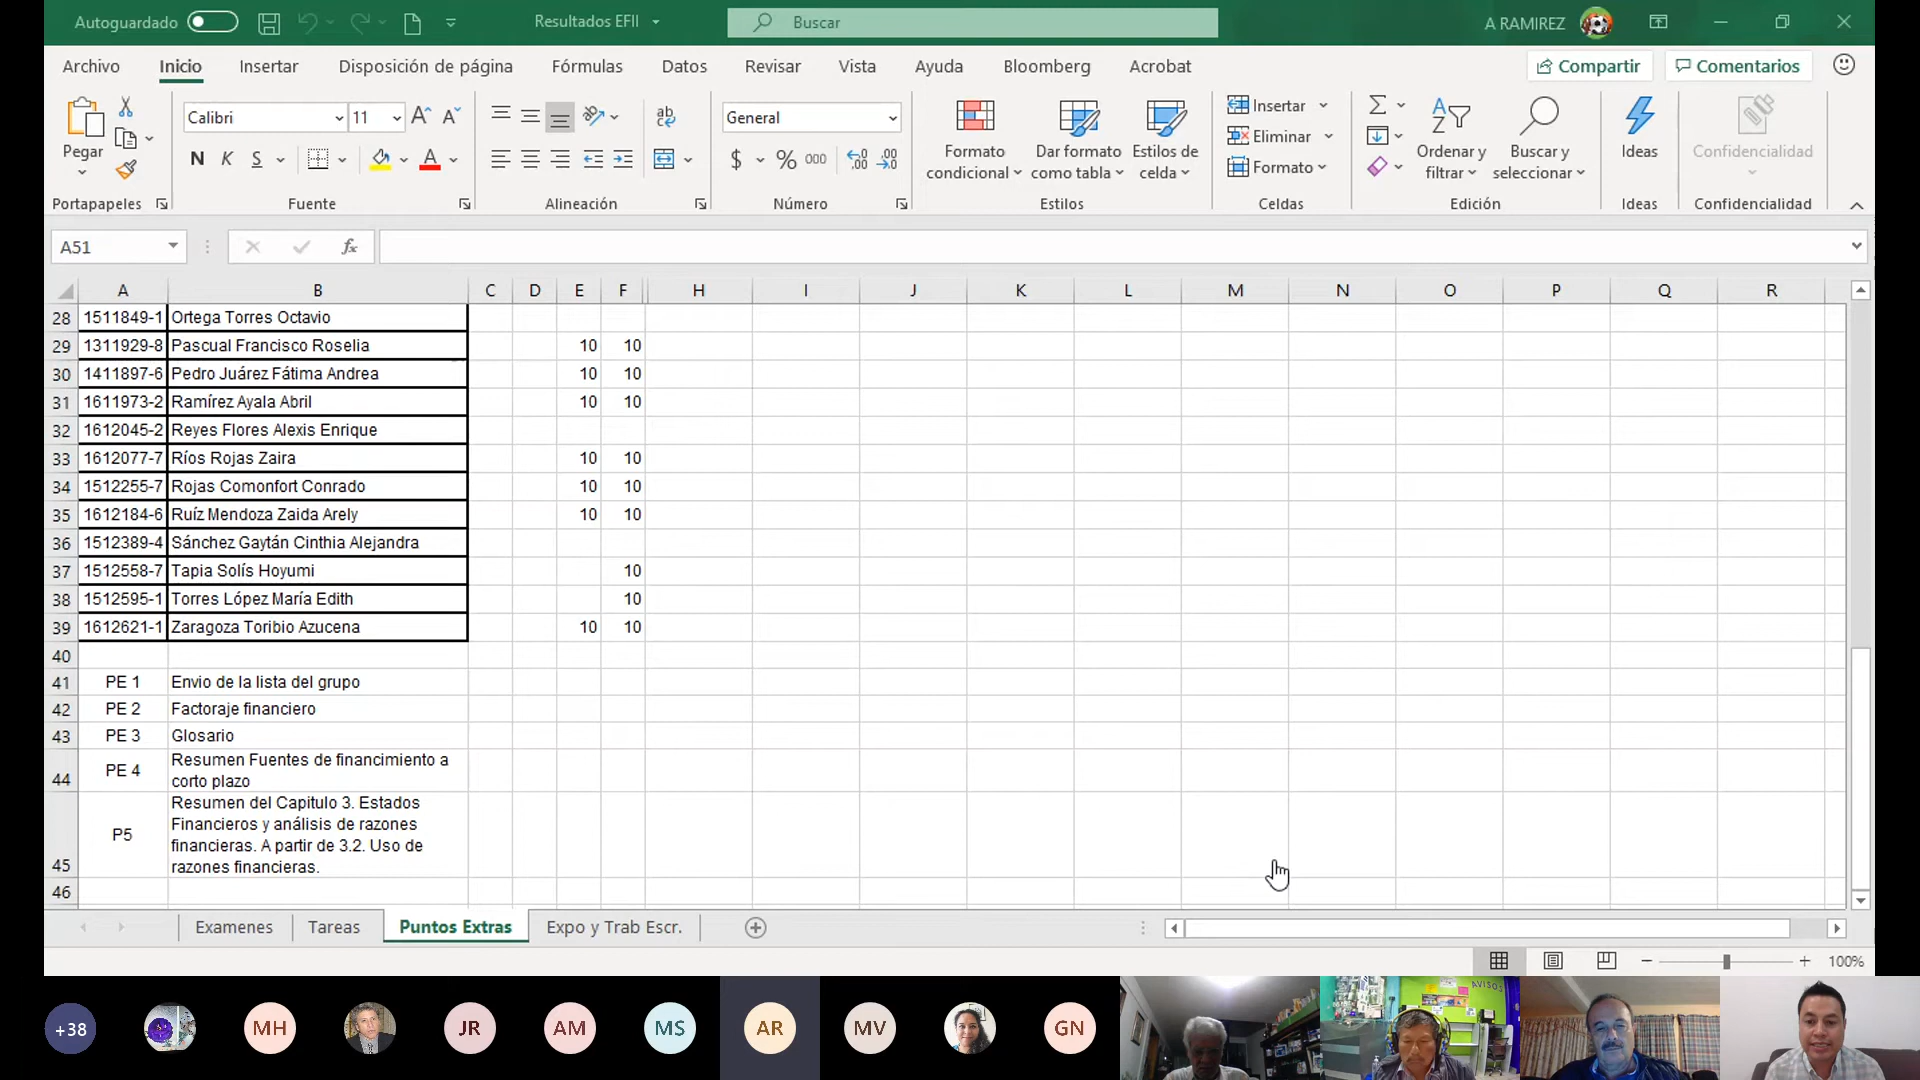 Autoguardado
Resultados EFII
Buscar
A RAMIREZ
Archivo Inicio Insertar Disposición de página Fórmulas Datos Revisar Vista Ayuda Bloomberg Acrobat
Compartir Comentarios
Pegar
Portapapeles
Calibri 11
N K S
Fuente
Alineación
General
$ % 000
Número
Formato condicional
Dar formato como tabla
Estilos de celda
Estilos
Insertar
Eliminar
Formato
Celdas
Ordenar y filtrar
Buscar y seleccionar
Edición
Ideas
Ideas
Confidencialidad
Confidencialidad
A51
fx
A B C D E F H I J K L M N O P Q R
28 1511849-1 Ortega Torres Octavio
29 1311929-8 Pascual Francisco Roselia 10 10
30 1411897-6 Pedro Juárez Fátima Andrea 10 10
31 1611973-2 Ramírez Ayala Abril 10 10
32 1612045-2 Reyes Flores Alexis Enrique
33 1612077-7 Ríos Rojas Zaira 10 10
34 1512255-7 Rojas Comonfort Conrado 10 10
35 1612184-6 Ruíz Mendoza Zaida Arely 10 10
36 1512389-4 Sánchez Gaytán Cinthia Alejandra
37 1512558-7 Tapia Solís Hoyumi 10
38 1512595-1 Torres López María Edith 10
39 1612621-1 Zaragoza Toribio Azucena 10 10
40
41 PE 1 Envio de la lista del grupo
42 PE 2 Factoraje financiero
43 PE 3 Glosario
44 PE 4 Resumen Fuentes de financimiento a
corto plazo
45 P5 Resumen del Capitulo 3. Estados
Financieros y análisis de razones
financieras. A partir de 3.2. Uso de
razones financieras.
46
Examenes Tareas Puntos Extras Expo y Trab Escr.
100%
+38 MH JR AM MS AR MV GN
AVISOS